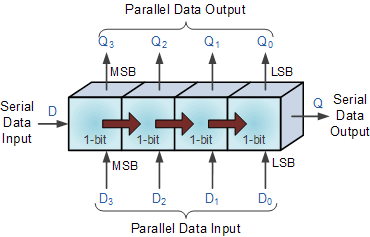 Parallel Data Output
Q3 Q2 Q1 Q0
MSB LSB
Serial Data Input
D
Q
Serial Data Output
1-bit 1-bit 1-bit 1-bit
MSB LSB
D3 D2 D1 D0
Parallel Data Input